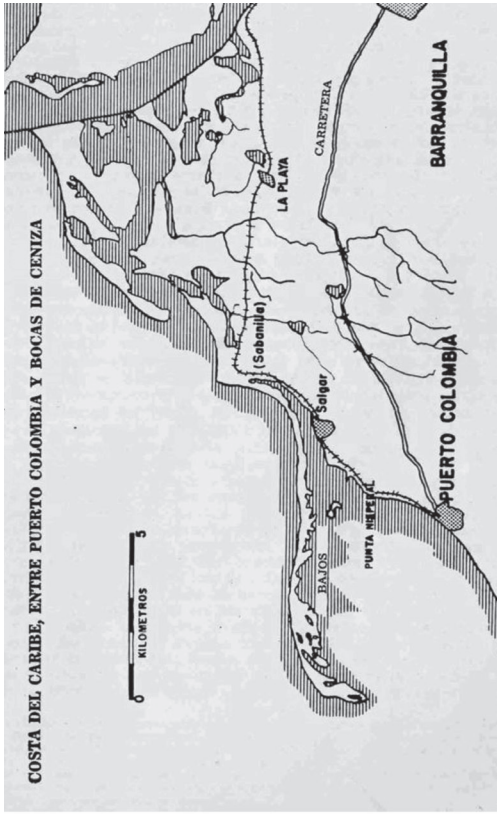 COSTA DEL CARIBE, ENTRE PUERTO COLOMBIA Y BOCAS DE CENIZA
0 5
KILOMETROS
BAJOS
PUNTA NISPERAL
PUERTO COLOMBIA
Salgar
(Sabanilla)
LA PLAYA
CARRETERA
BARRANQUILLA